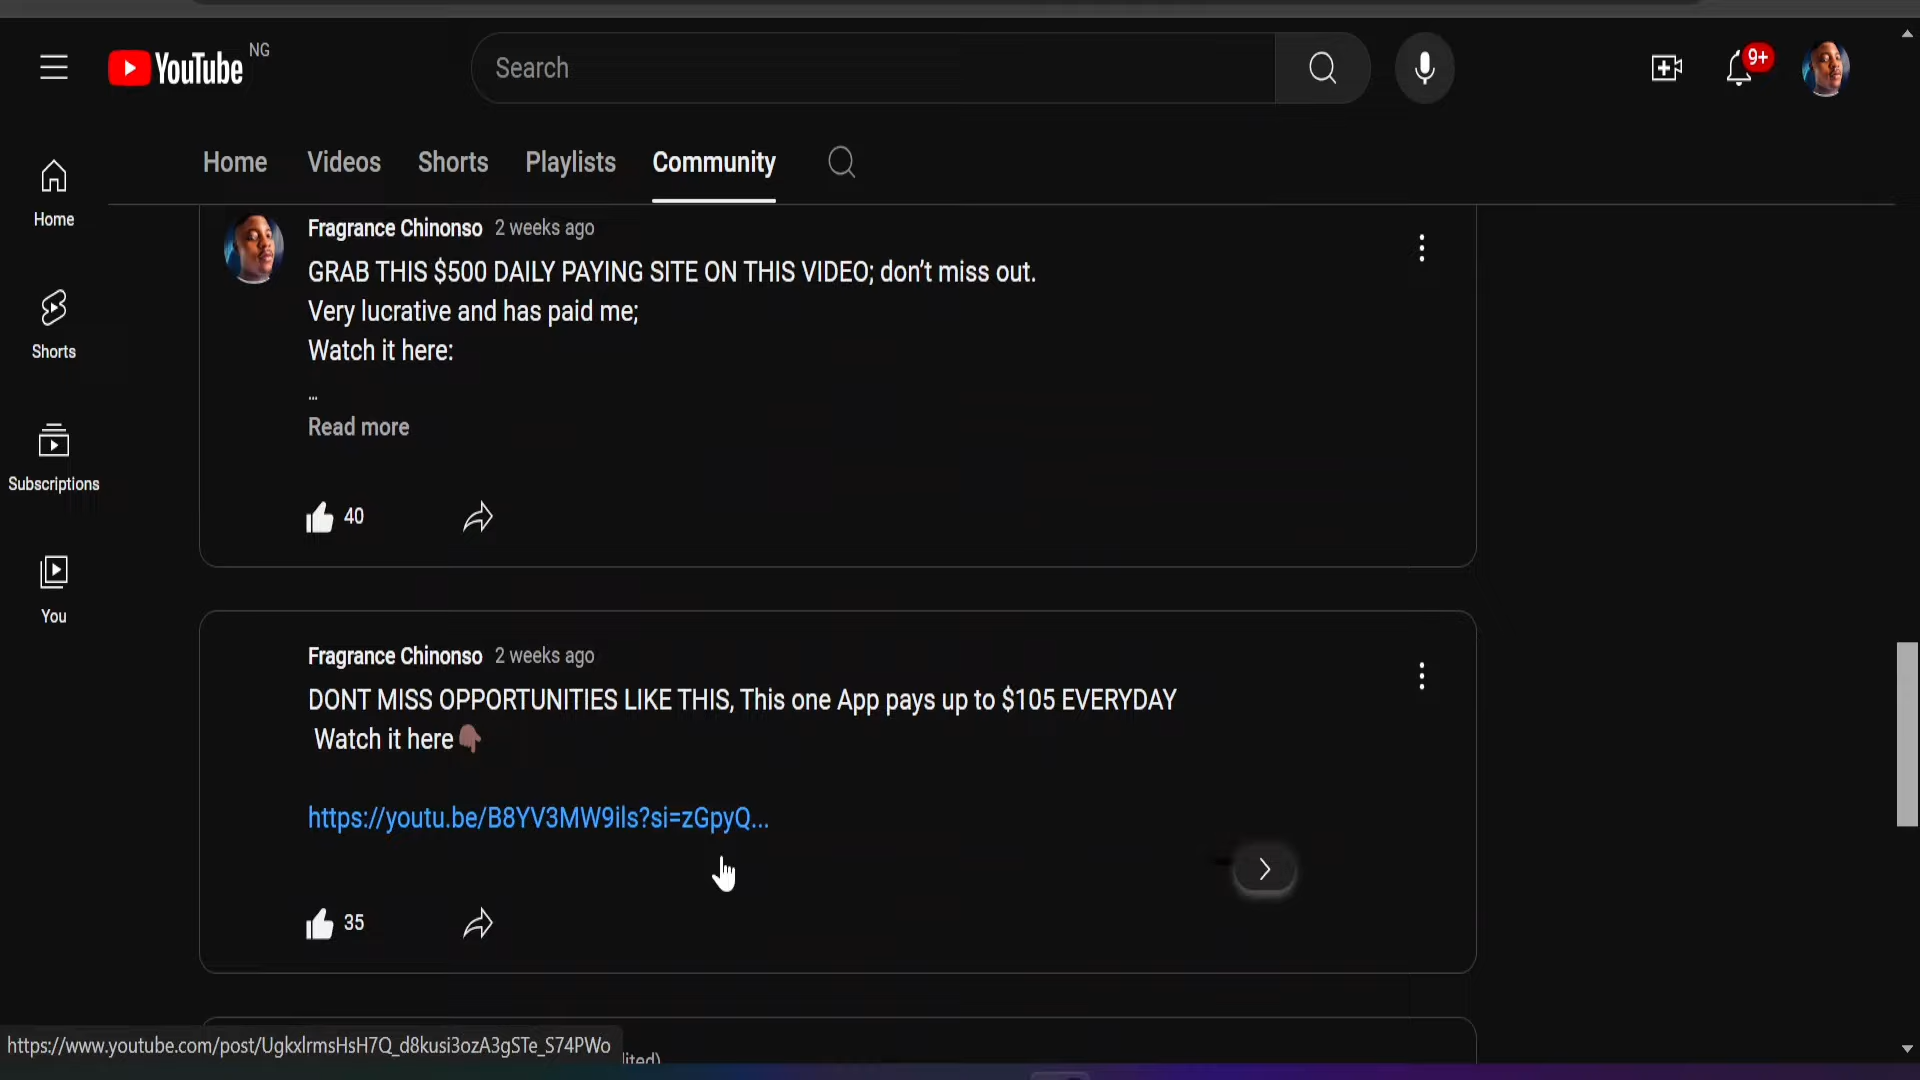 YouTube NG
Search
9+
Home
Videos
Shorts
Playlists
Community
Home
Shorts
Subscriptions
You
Fragrance Chinonso 2 weeks ago
GRAB THIS $500 DAILY PAYING SITE ON THIS VIDEO; don’t miss out.
Very lucrative and has paid me;
Watch it here:
...
Read more
40
Fragrance Chinonso 2 weeks ago
DONT MISS OPPORTUNITIES LIKE THIS, This one App pays up to $105 EVERYDAY
Watch it here
https://youtu.be/B8YV3MW9ils?si=zGpyQ...
35
https://www.youtube.com/post/UgkxlrmsHsH7Q_d8kusi3ozA3gSTe_S74PWo